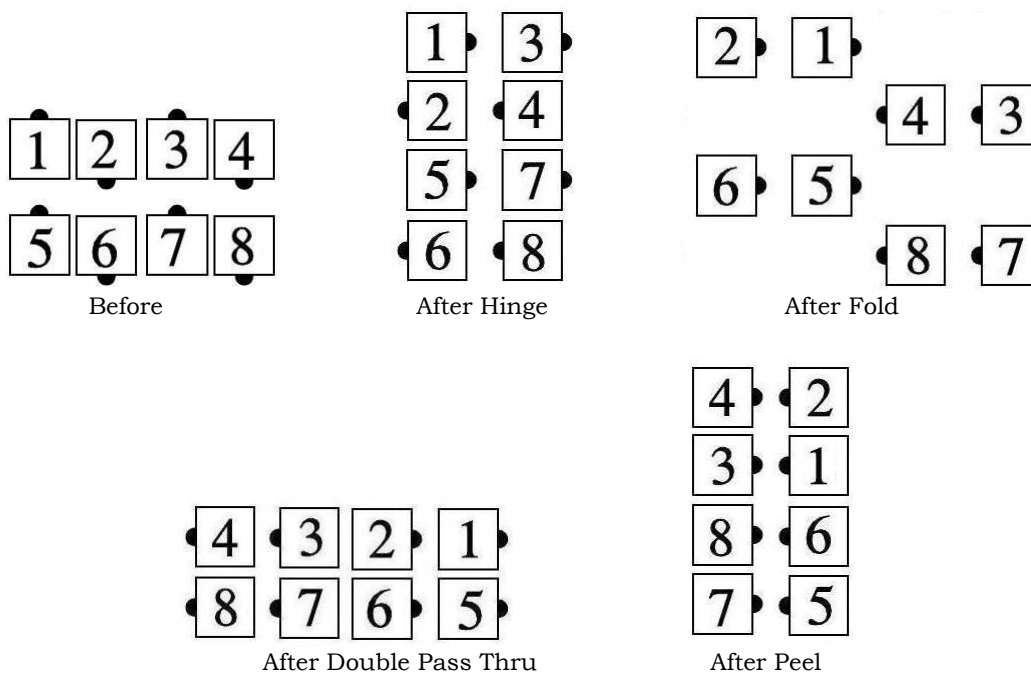 1 3
2 1
2 4
4 3
1 2 3 4
5 7
6 5
5 6 7 8
6 8
8 7
Before
After Hinge
After Fold
4 2
3 1
4 3 2 1
8 6
8 7 6 5
7 5
After Double Pass Thru
After Peel